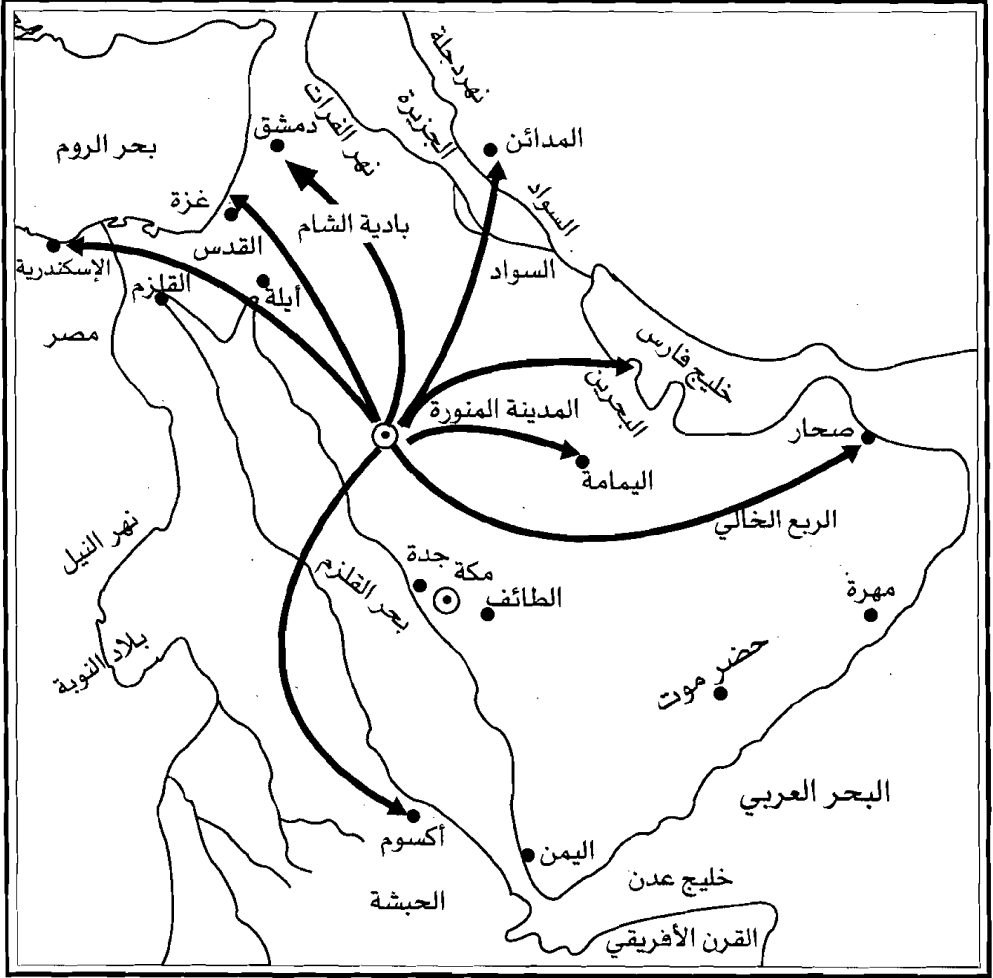 نهر دجلة
نهر الفرات
الجزيرة
دمشق
المدائن
بحر الروم
السواد
غزة
بادية الشام
القدس
السواد
الإسكندرية
القلزم
أيلة
مصر
خليج فارس
البحرين
المدينة المنورة
صحار
اليمامة
الربع الخالي
نهر النيل
جدة
مكة
الطائف
بحر القلزم
مهرة
بلاد النوبة
حضر موت
البحر العربي
أكسوم
اليمن
خليج عدن
الحبشة
القرن الأفريقي